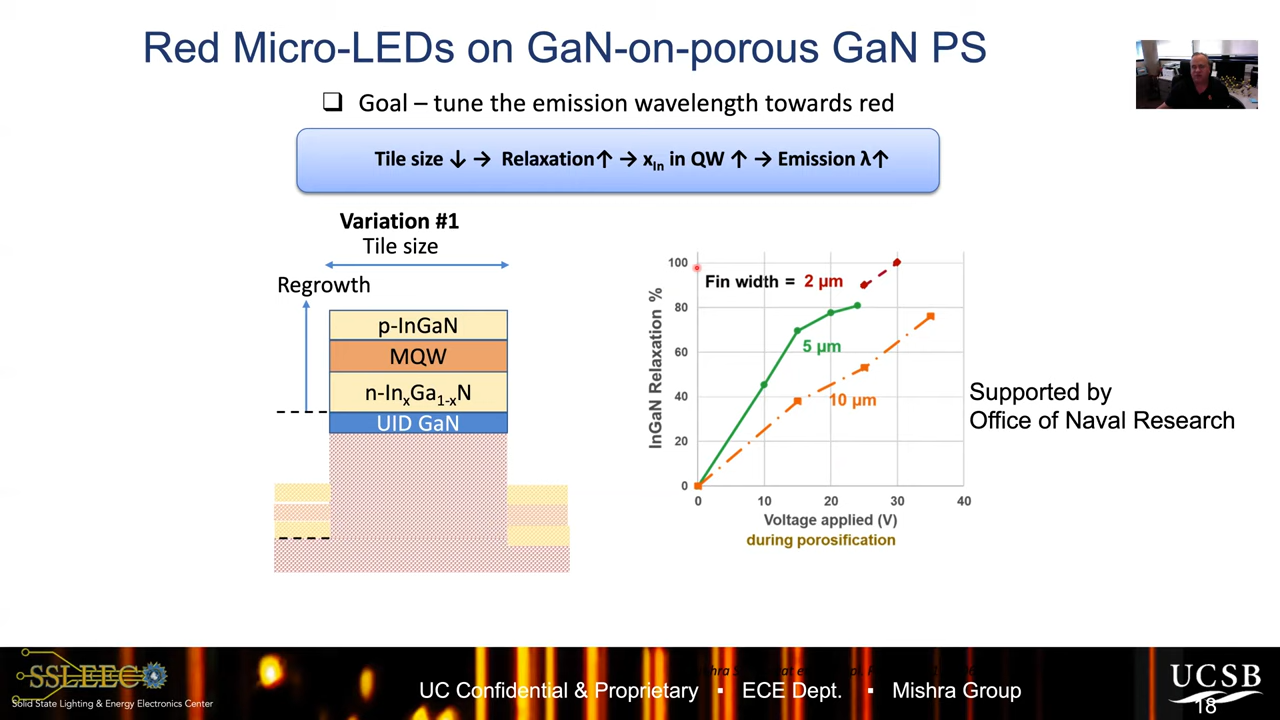 Red Micro-LEDs on GaN-on-porous GaN PS
❑ Goal – tune the emission wavelength towards red
Tile size ↓ → Relaxation↑ → xIn in QW ↑ → Emission λ↑
Variation #1
Tile size
Regrowth
p-InGaN
MQW
n-InxGa1-xN
UID GaN
InGaN Relaxation %
100
80
60
40
20
0
Fin width = 2 µm
5 µm
10 µm
0 10 20 30 40
Voltage applied (V)
during porosification
Supported by
Office of Naval Research
SSLEEC
Solid State Lighting & Energy Electronics Center
UC Confidential & Proprietary ▪ ECE Dept. ▪ Mishra Group
UCSB
18